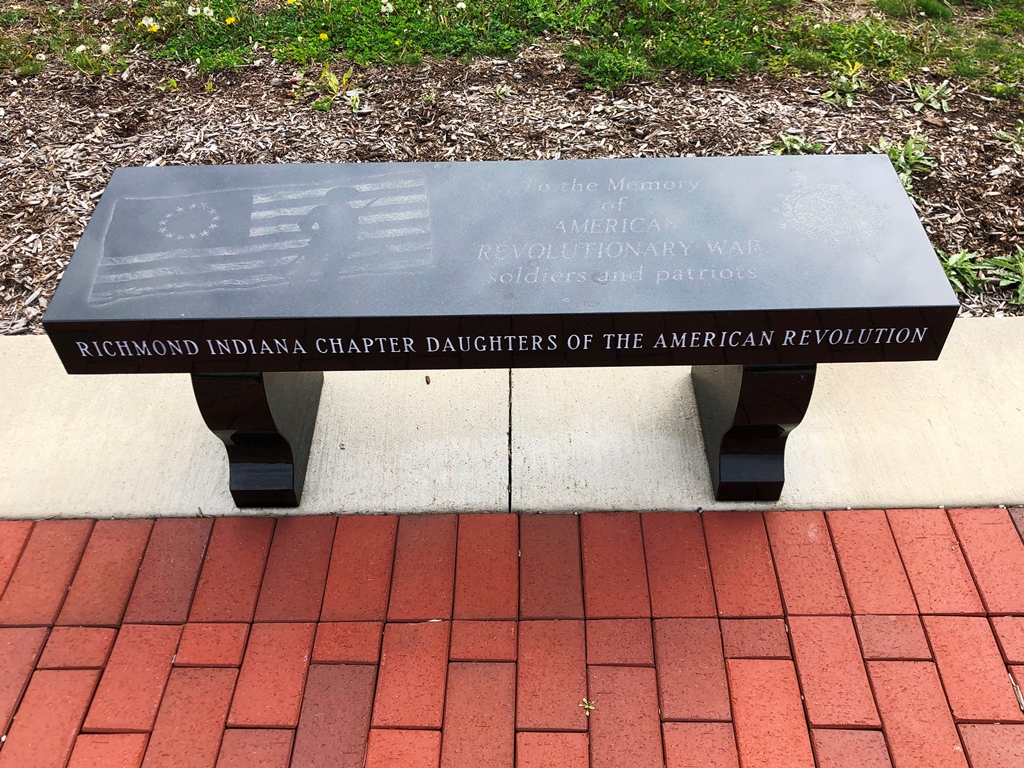 To the Memory
of
AMERICAN
REVOLUTIONARY WAR
soldiers and patriots
RICHMOND INDIANA CHAPTER DAUGHTERS OF THE AMERICAN REVOLUTION